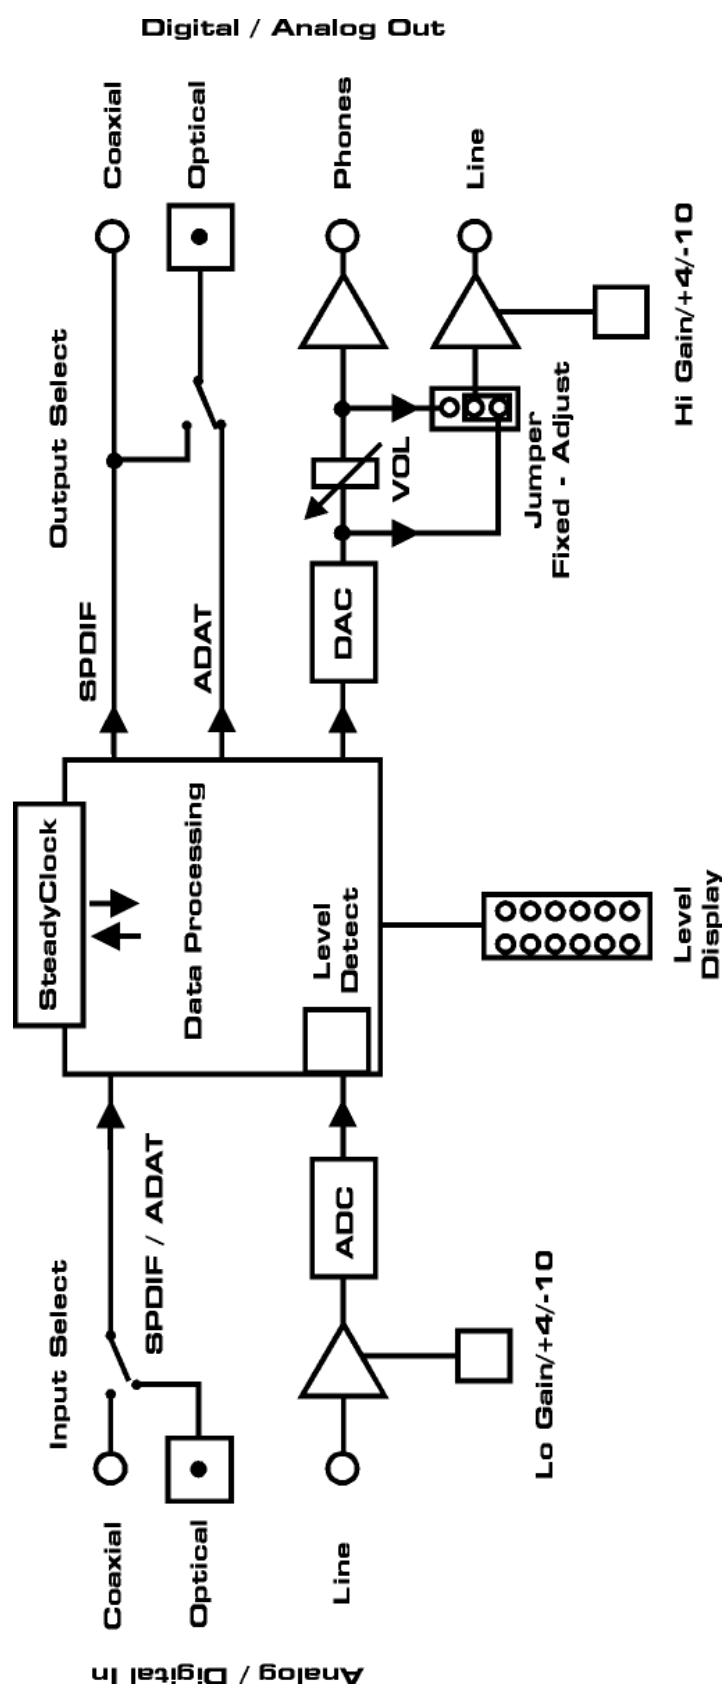 Digital / Analog Out
Coaxial
Optical
Phones
Line
Output Select
Hi Gain/+4/-10
VOL
Jumper
Fixed - Adjust
SPDIF
ADAT
DAC
SteadyClock
Data Processing
Level
Detect
Level
Display
Input Select
SPDIF / ADAT
ADC
Lo Gain/+4/-10
Coaxial
Optical
Line
Analog / Digital In